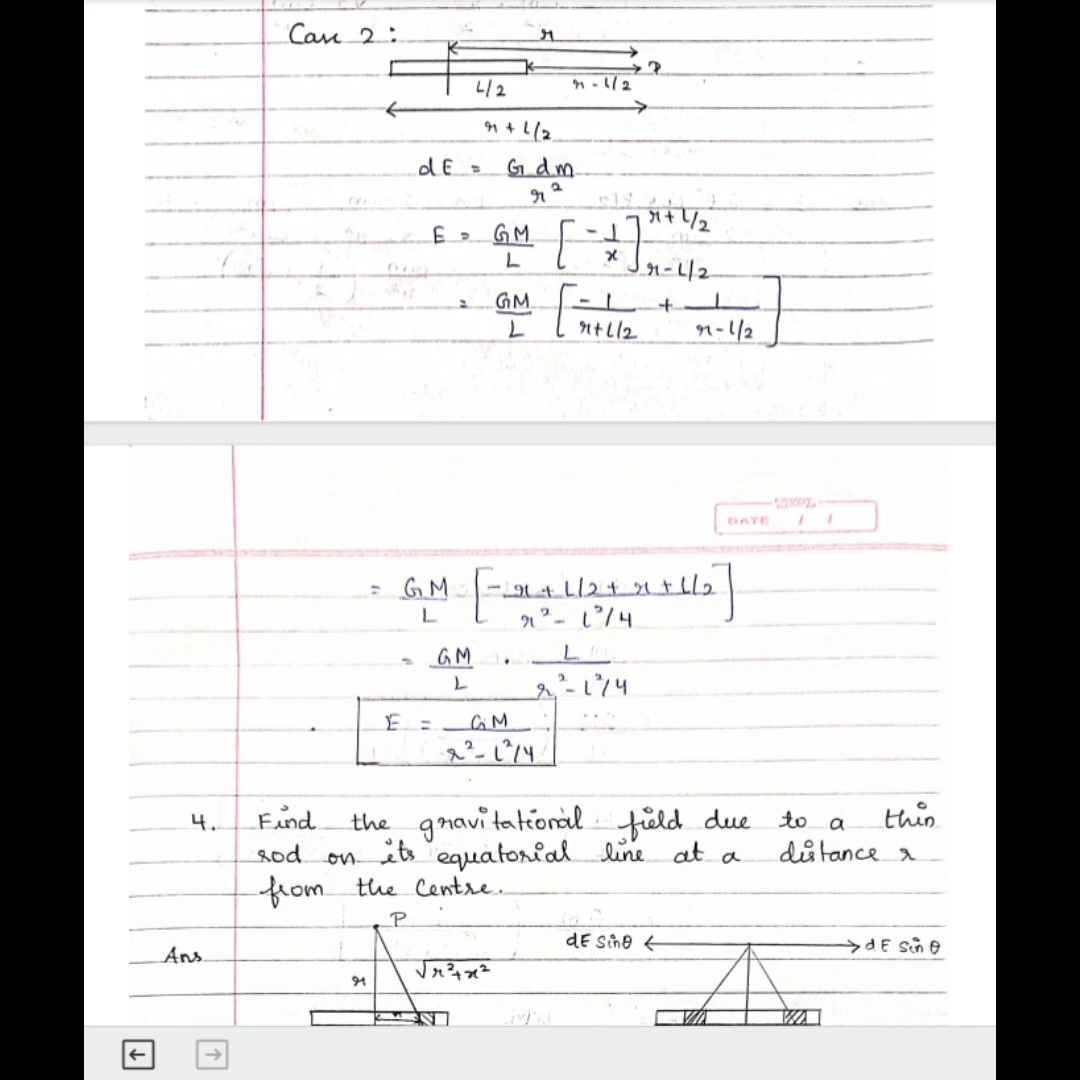 Case 2 :
r
P
L/2
r - L/2
r + L/2
dE = G dm / r²
E = GM/L [ -1/x ] r+L/2 r-L/2
= GM/L [ -1/r+L/2 + 1/r-L/2 ]
DATE / /
= GM/L [ -r + L/2 + r + L/2 / r² - L²/4 ]
= GM/L . L / r² - L²/4
E = GM / r² - L²/4
4. Find the gravitational field due to a thin
rod on its equatorial line at a distance r
from the Centre.
Ans
P
r
√r²+x²
x
dE Sinθ
dE Sin θ